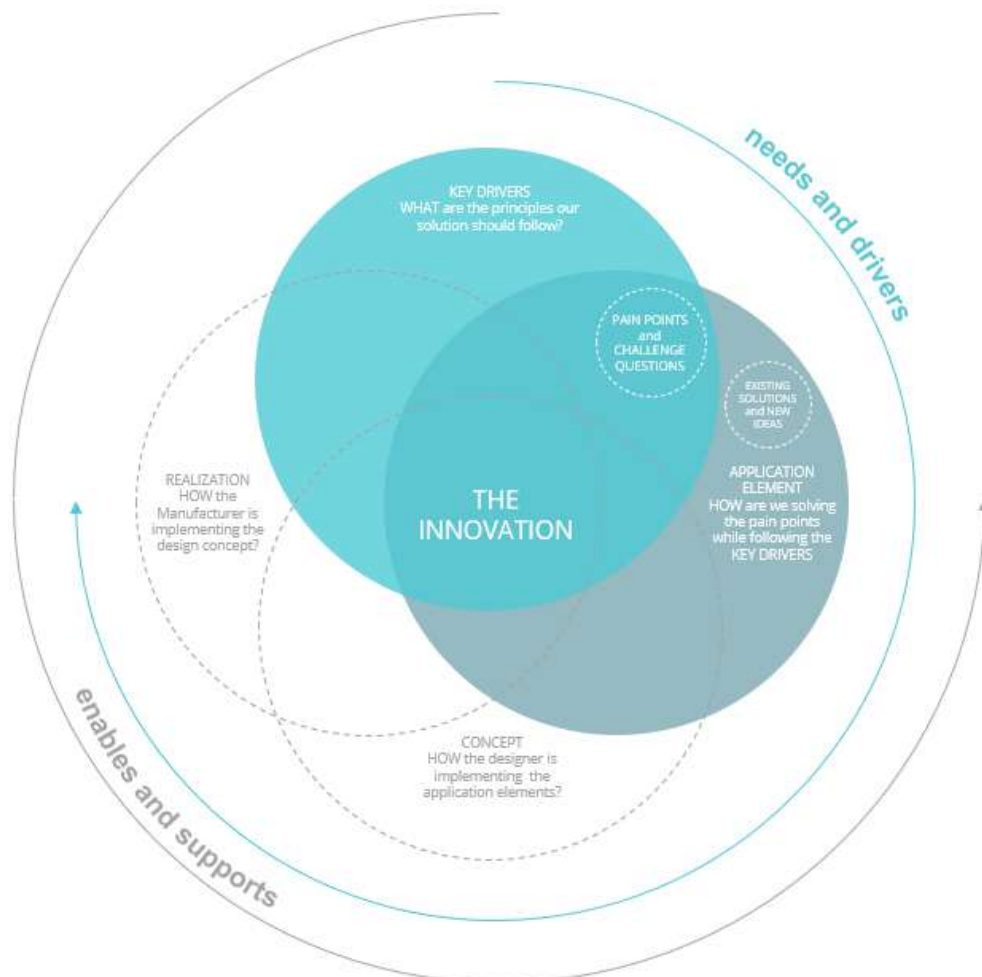 needs and drivers
KEY DRIVERS
WHAT are the principles our
solution should follow?
PAIN POINTS
and
CHALLENGE
QUESTIONS
EXISTING
SOLUTIONS
and NEW
IDEAS
APPLICATION
ELEMENT
HOW are we solving
the pain points
while following the
KEY DRIVERS
REALIZATION
HOW the
Manufacturer is
implementing the
design concept?
THE
INNOVATION
CONCEPT
HOW the designer is
implementing the
application elements?
enables and supports